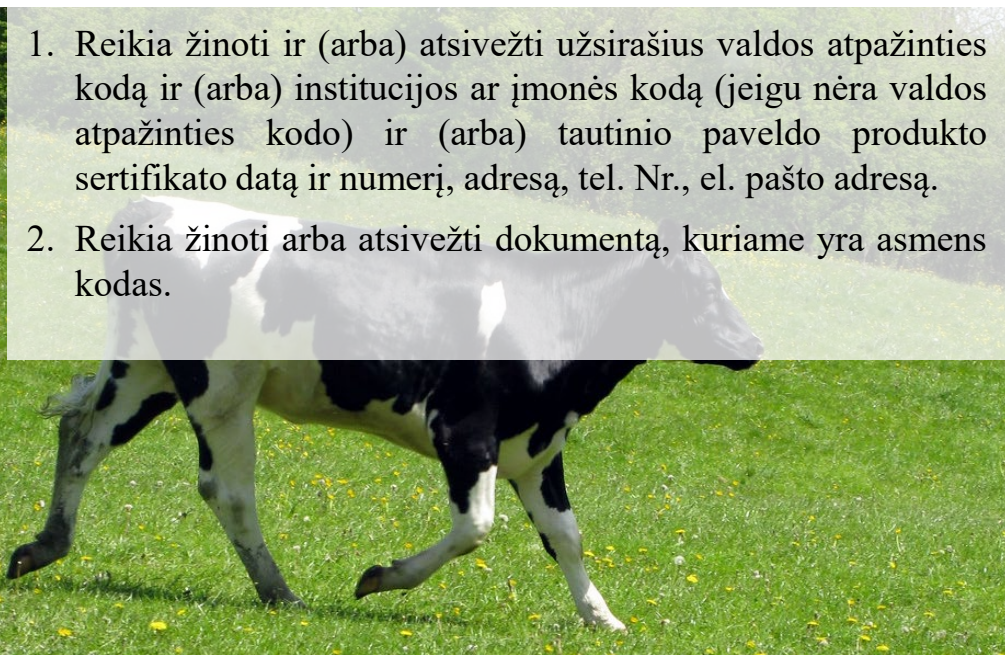 1. Reikia žinoti ir (arba) atsivežti užsirašius valdos atpažinties
kodą ir (arba) institucijos ar įmonės kodą (jeigu nėra valdos
atpažinties kodo) ir (arba) tautinio paveldo produkto
sertifikato datą ir numerį, adresą, tel. Nr., el. pašto adresą.
2. Reikia žinoti arba atsivežti dokumentą, kuriame yra asmens
kodas.